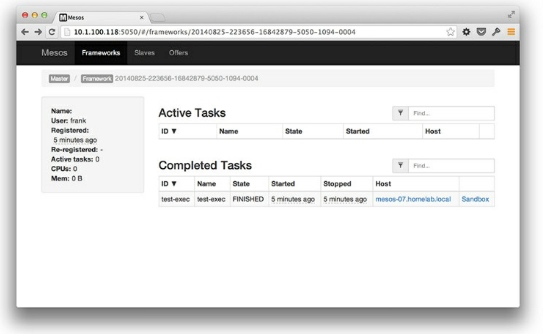 Mesos
10.1.100.118:5050/#/frameworks/20140825-223656-16842879-5050-1094-0004
Mesos Frameworks Slaves Offers
Master / Framework 20140825-223656-16842879-5050-1094-0004
Name:
User: frank
Registered:
5 minutes ago
Re-registered: -
Active tasks: 0
CPUs: 0
Mem: 0 B
Active Tasks
Find...
ID ▼ Name State Started Host
Completed Tasks
Find...
ID ▼ Name State Started Stopped Host
test-exec test-exec FINISHED 5 minutes ago 5 minutes ago mesos-07.homelab.local Sandbox